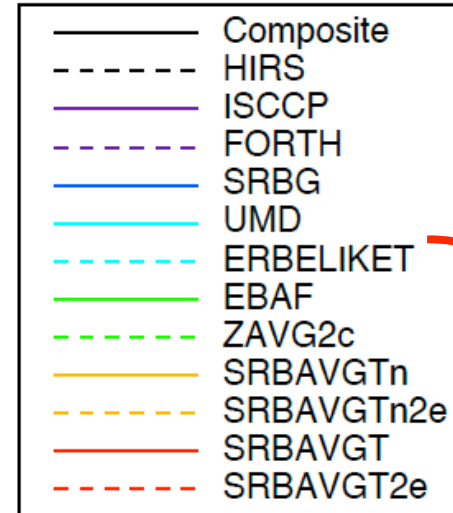 Composite
HIRS
ISCCP
FORTH
SRBG
UMD
ERBELIKET
EBAF
ZAVG2c
SRBAVGTn
SRBAVGTn2e
SRBAVGT
SRBAVGT2e